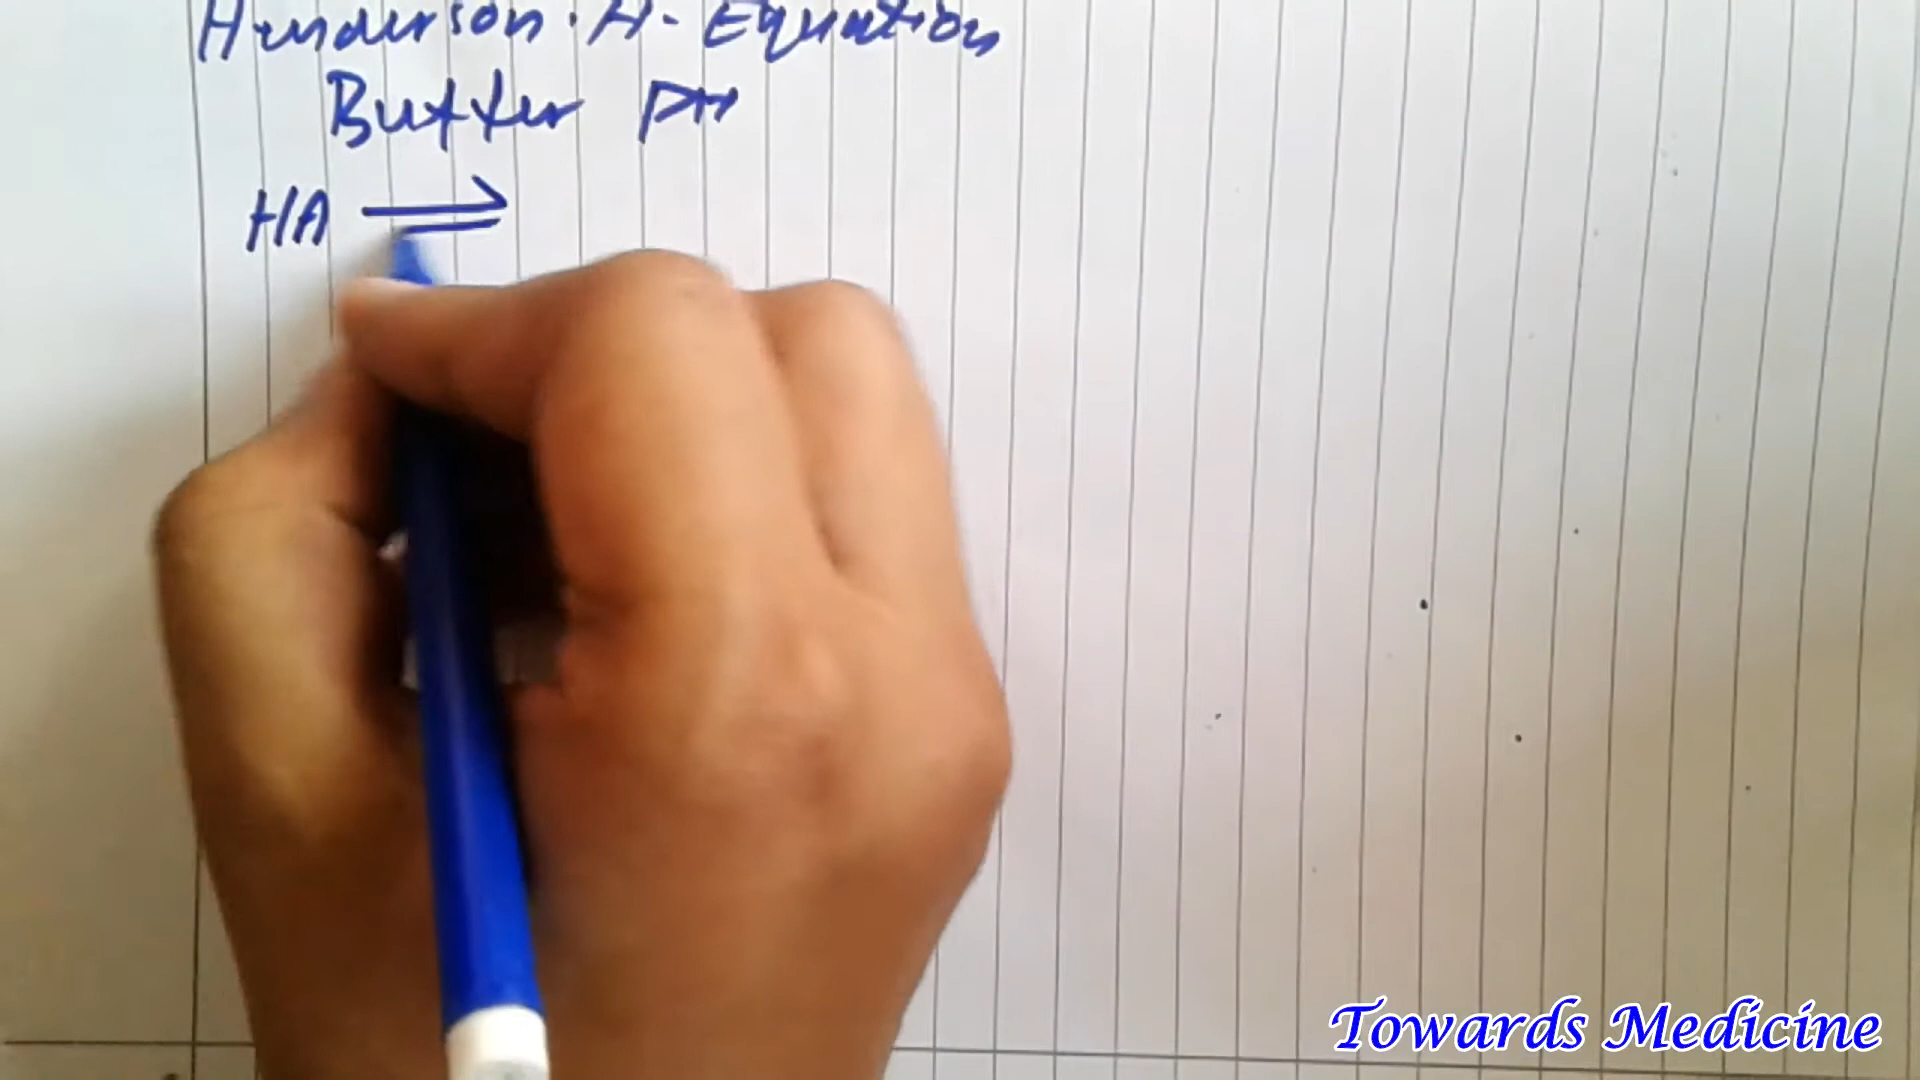 Henderson. H- Equation
Buffer pH
HA ⇌
Towards Medicine